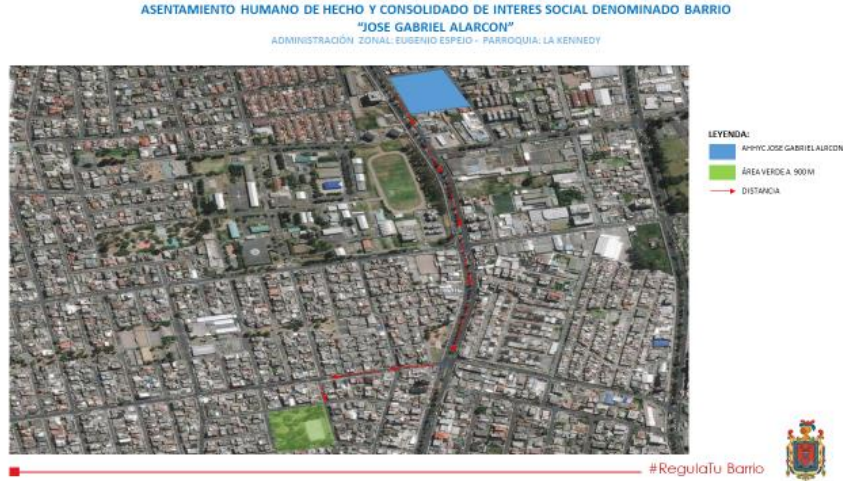 ASENTAMIENTO HUMANO DE HECHO Y CONSOLIDADO DE INTERES SOCIAL DENOMINADO BARRIO
"JOSE GABRIEL ALARCON"
ADMINISTRACIÓN ZONAL: EUGENIO ESPEJO - PARROQUIA: LA KENNEDY
LEYENDA:
AHHYC JOSE GABRIEL ALRCON
ÁREA VERDE A 900 M
DISTANCIA
#RegulaTu Barrio